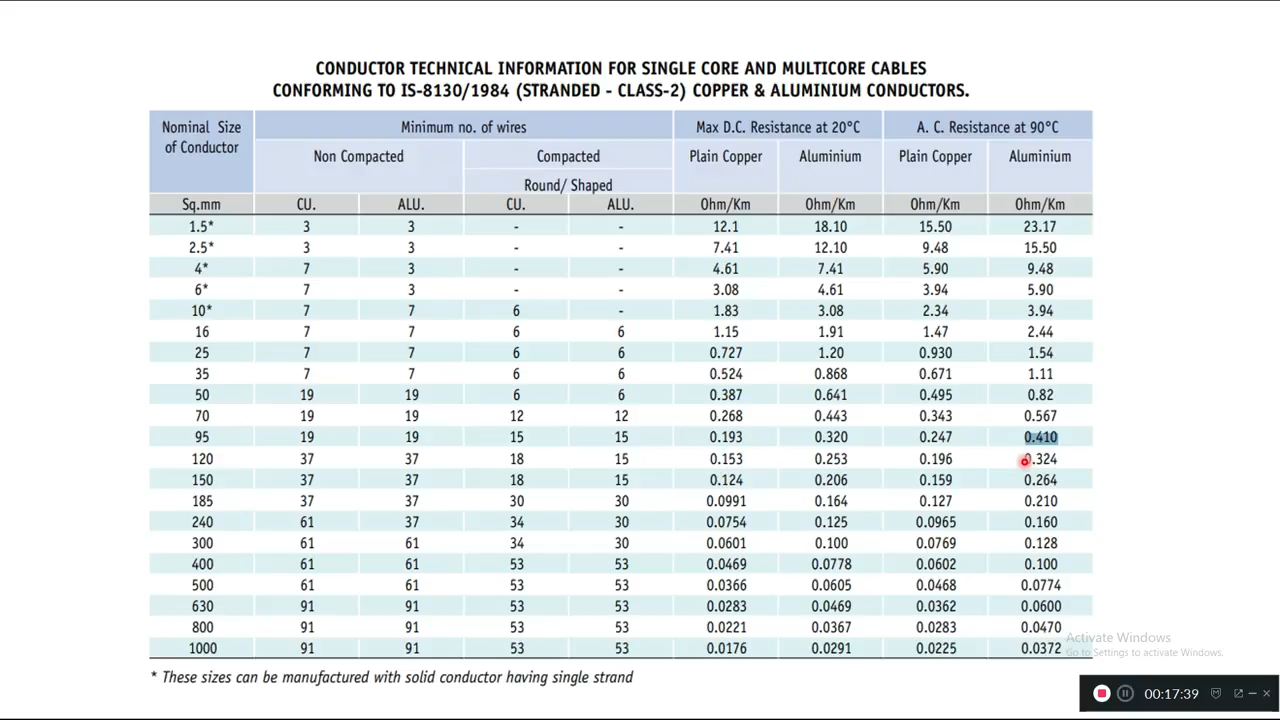 CONDUCTOR TECHNICAL INFORMATION FOR SINGLE CORE AND MULTICORE CABLES
CONFORMING TO IS-8130/1984 (STRANDED - CLASS-2) COPPER & ALUMINIUM CONDUCTORS.
Nominal Size of Conductor Minimum no. of wires Max D.C. Resistance at 20°C A. C. Resistance at 90°C
Non Compacted Compacted Plain Copper Aluminium Plain Copper Aluminium
Round/ Shaped
Sq.mm CU. ALU. CU. ALU. Ohm/Km Ohm/Km Ohm/Km Ohm/Km
1.5* 3 3 - - 12.1 18.10 15.50 23.17
2.5* 3 3 - - 7.41 12.10 9.48 15.50
4* 7 3 - - 4.61 7.41 5.90 9.48
6* 7 3 - - 3.08 4.61 3.94 5.90
10* 7 7 6 - 1.83 3.08 2.34 3.94
16 7 7 6 6 1.15 1.91 1.47 2.44
25 7 7 6 6 0.727 1.20 0.930 1.54
35 7 7 6 6 0.524 0.868 0.671 1.11
50 19 19 6 6 0.387 0.641 0.495 0.82
70 19 19 12 12 0.268 0.443 0.343 0.567
95 19 19 15 15 0.193 0.320 0.247 0.410
120 37 37 18 15 0.153 0.253 0.196 0.324
150 37 37 18 15 0.124 0.206 0.159 0.264
185 37 37 30 30 0.0991 0.164 0.127 0.210
240 61 37 34 30 0.0754 0.125 0.0965 0.160
300 61 61 34 30 0.0601 0.100 0.0769 0.128
400 61 61 53 53 0.0469 0.0778 0.0602 0.100
500 61 61 53 53 0.0366 0.0605 0.0468 0.0774
630 91 91 53 53 0.0283 0.0469 0.0362 0.0600
800 91 91 53 53 0.0221 0.0367 0.0283 0.0470
1000 91 91 53 53 0.0176 0.0291 0.0225 0.0372
* These sizes can be manufactured with solid conductor having single strand
Activate Windows
Go to Settings to activate Windows.
00:17:39